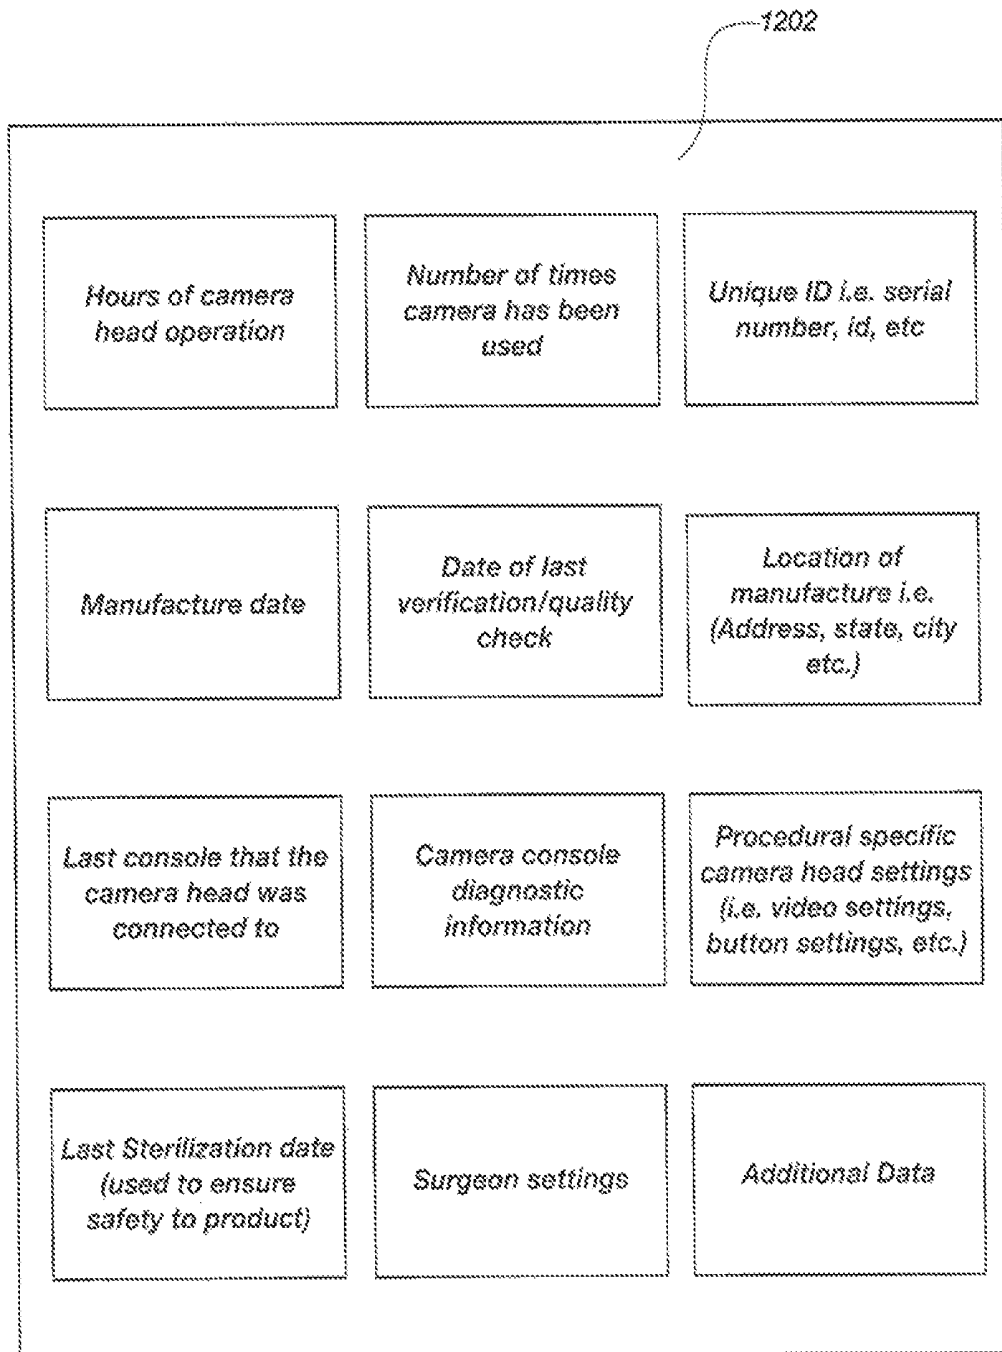 1202
Hours of camera
head operation
Number of times
camera has been
used
Unique ID i.e. serial
number, id, etc
Manufacture date
Date of last
verification/quality
check
Location of
manufacture i.e.
(Address, state, city
etc.)
Last console that the
camera head was
connected to
Camera console
diagnostic
information
Procedural specific
camera head settings
(i.e. video settings,
button settings, etc.)
Last Sterilization date
(used to ensure
safety to product)
Surgeon settings
Additional Data